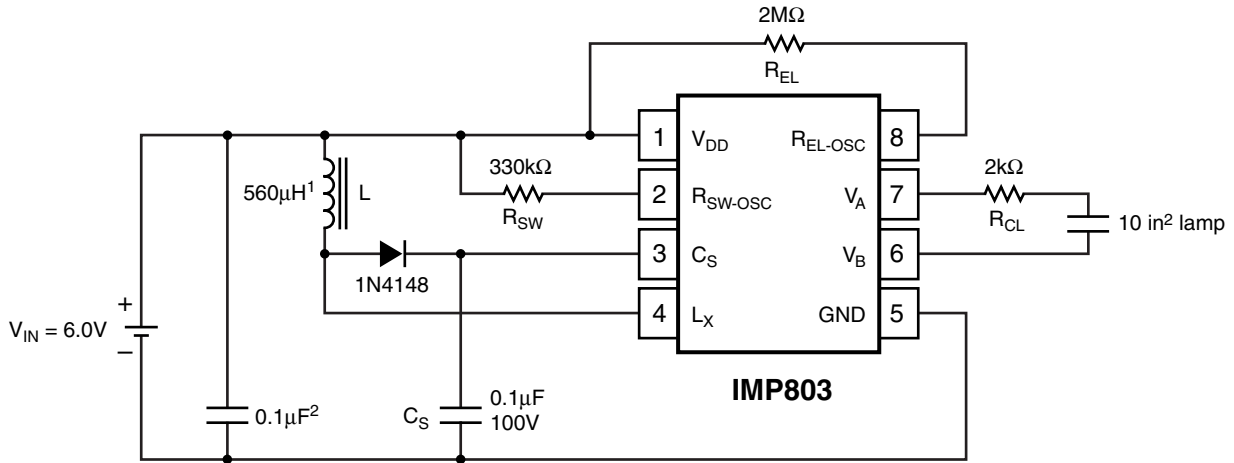 2MΩ
R_EL
1
V_DD
R_EL-OSC
8
560μH¹
L
330kΩ
R_SW
2
R_SW-OSC
V_A
7
2kΩ
R_CL
10 in² lamp
1N4148
3
C_S
V_B
6
4
L_X
GND
5
+
V_IN = 6.0V
–
IMP803
0.1μF²
C_S
0.1μF
100V